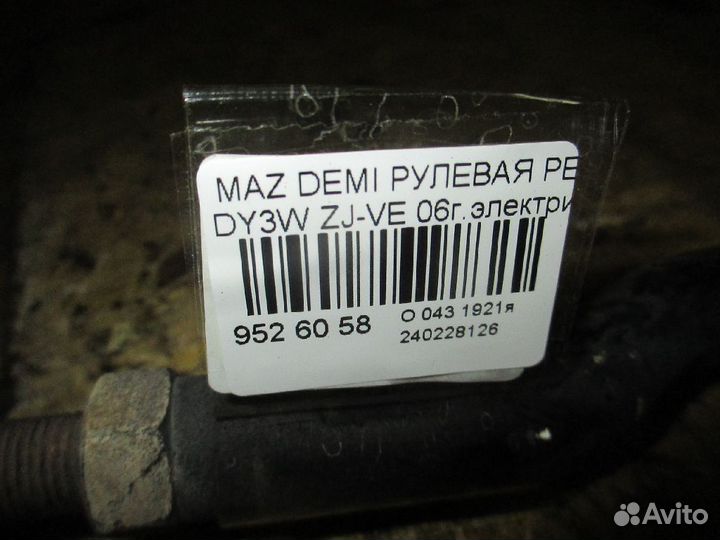 MAZ DEMI РУЛЕВАЯ РЕ
DY3W ZJ-VE 06г.электри
952 60 58
О 043 1921я
240228126
Avito